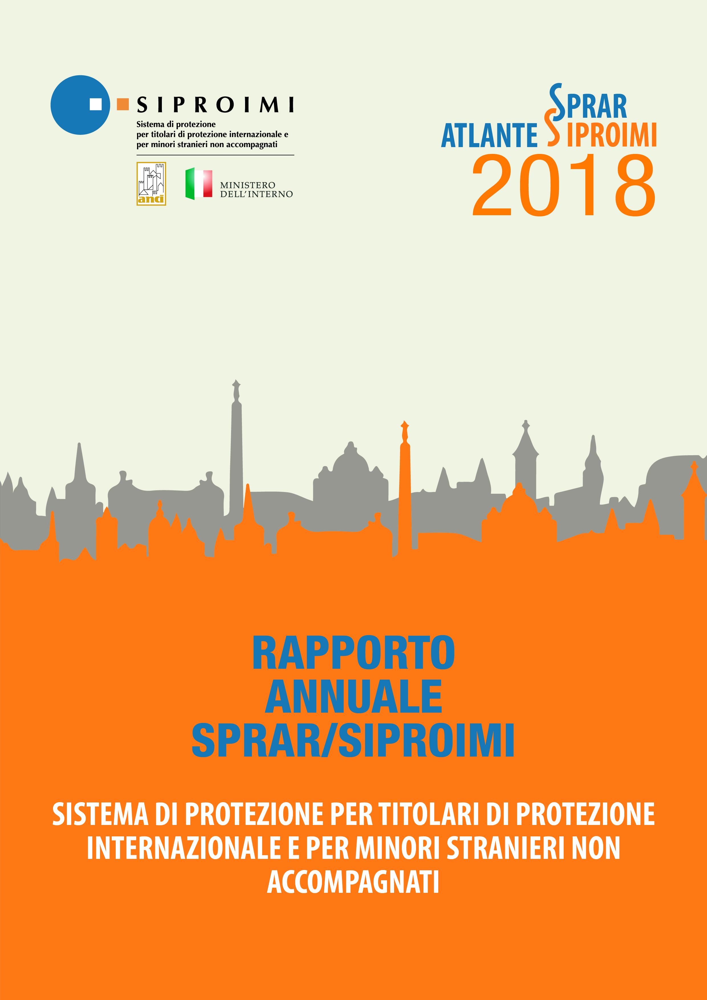 SIPROIMI
Sistema di protezione
per titolari di protezione internazionale e
per minori stranieri non accompagnati
anci
MINISTERO
DELL'INTERNO
SPRAR
ATLANTE SIPROIMI
2018
RAPPORTO
ANNUALE
SPRAR/SIPROIMI
SISTEMA DI PROTEZIONE PER TITOLARI DI PROTEZIONE
INTERNAZIONALE E PER MINORI STRANIERI NON
ACCOMPAGNATI